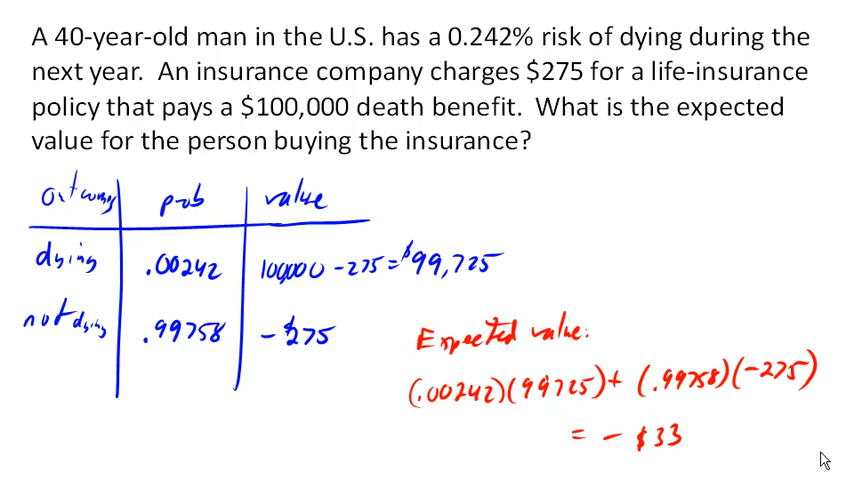 A 40-year-old man in the U.S. has a 0.242% risk of dying during the
next year. An insurance company charges $275 for a life-insurance
policy that pays a $100,000 death benefit. What is the expected
value for the person buying the insurance?
outcomes prob value
dying .00242 100,000 - 275 = $99,725
not dying .99758 - $275
Expected value:
(.00242)(99725) + (.99758)(-275)
= - $33